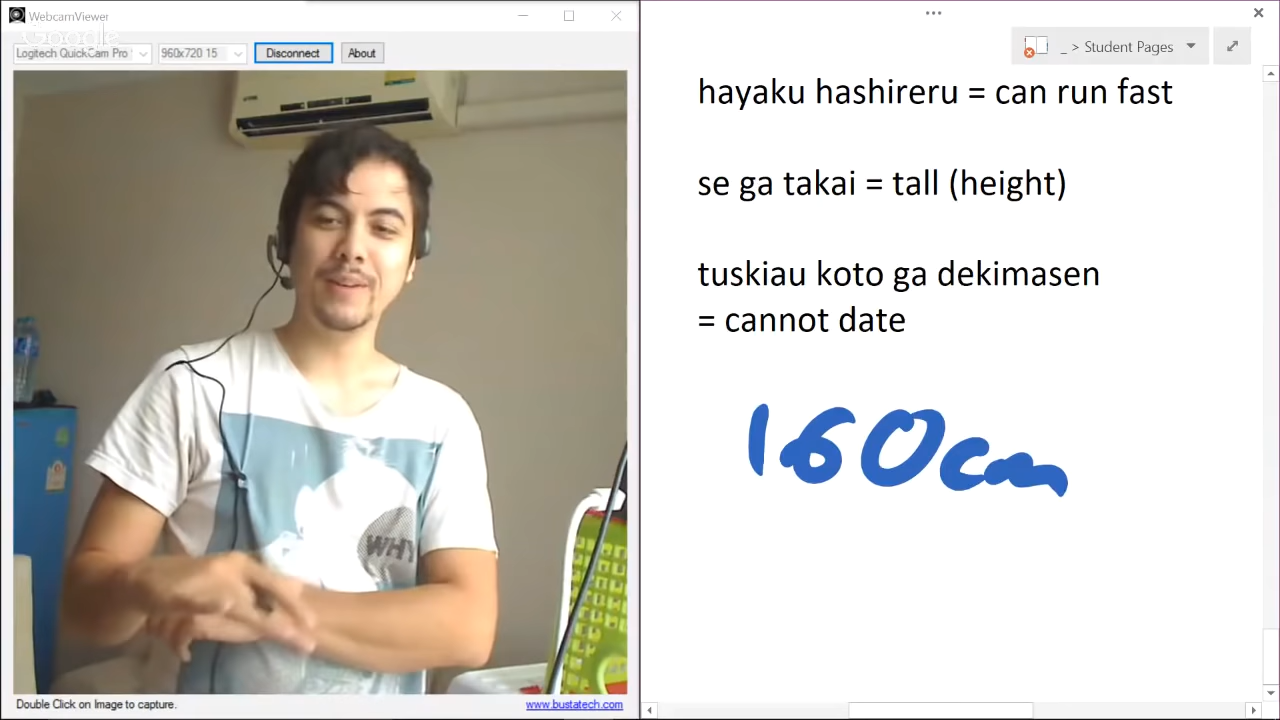 WebcamViewer
Google
Logitech QuickCam Pro
960x720 15
Disconnect
About
WHY
Double Click on Image to capture.
www.bustatech.com
_ > Student Pages
hayaku hashireru = can run fast
se ga takai = tall (height)
tuskiau koto ga dekimasen
= cannot date
160cm